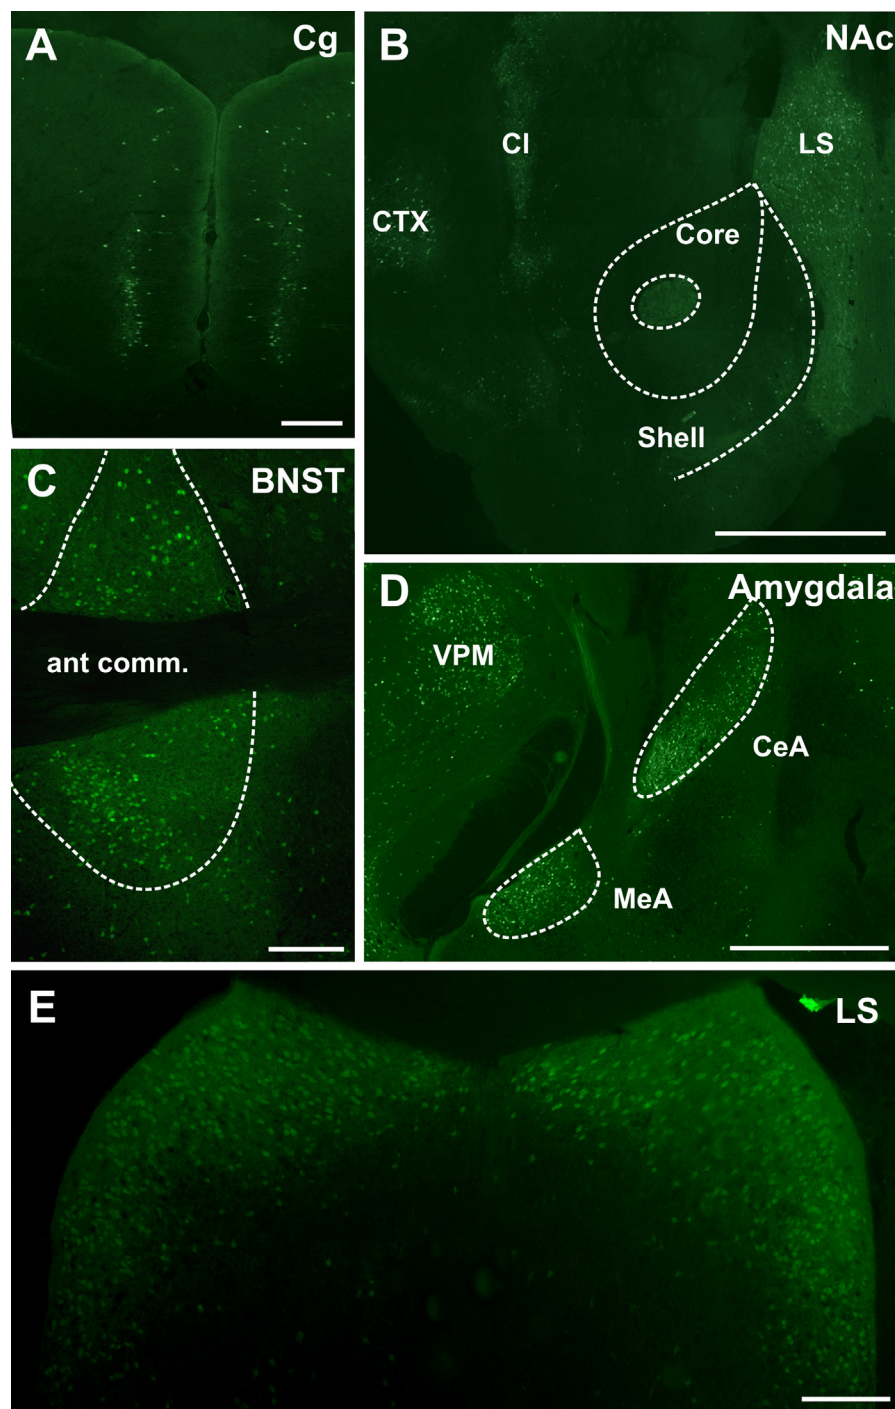 A
Cg
B
NAc
Cl
LS
CTX
Core
Shell
C
BNST
ant comm.
D
Amygdala
VPM
CeA
MeA
E
LS